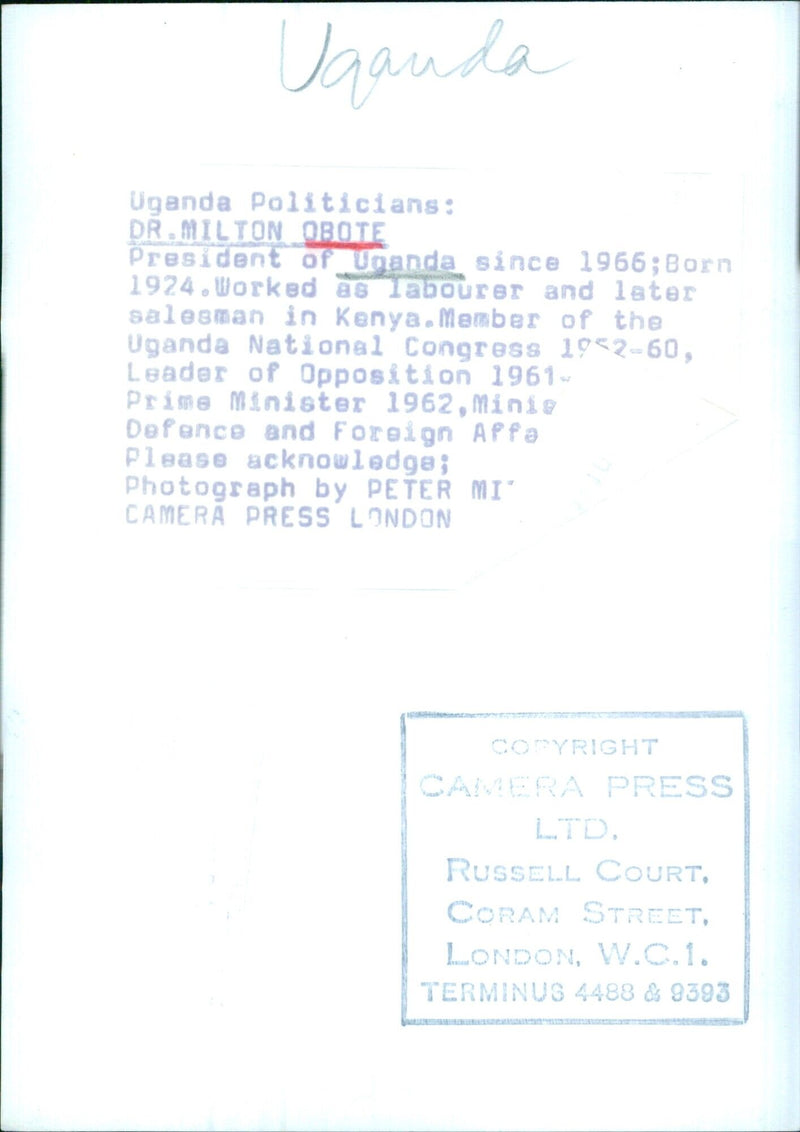 Uganda
Uganda Politicians:
DR.MILTON OBOTE
President of Uganda since 1966;Born
1924.Worked as labourer and later
salesman in Kenya.Member of the
Uganda National Congress 1952-60,
Leader of Opposition 1961-
Prime Minister 1962,
Defence and Foreign
Please acknowledge;
Photograph by PETER
CAMERA PRESS LONDON
COPYRIGHT
CAMERA PRESS
LTD.
RUSSELL COURT,
CORAM STREET,
LONDON, W.C.1.
TERMINUS 4488 & 9393